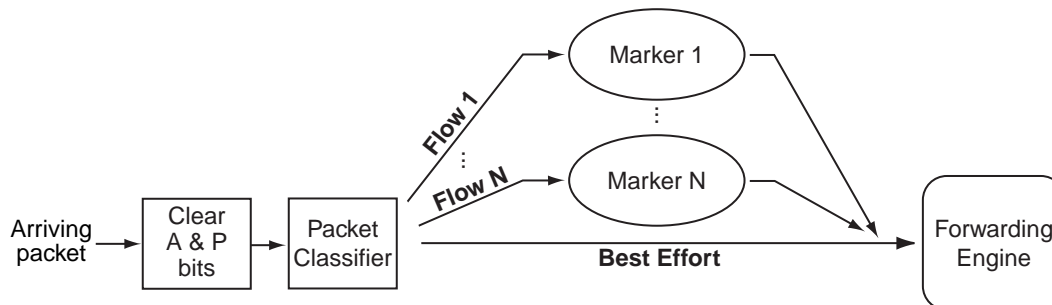 Marker 1
Flow 1
Marker N
Flow N
Arriving
packet
Clear
A & P
bits
Packet
Classifier
Best Effort
Forwarding
Engine